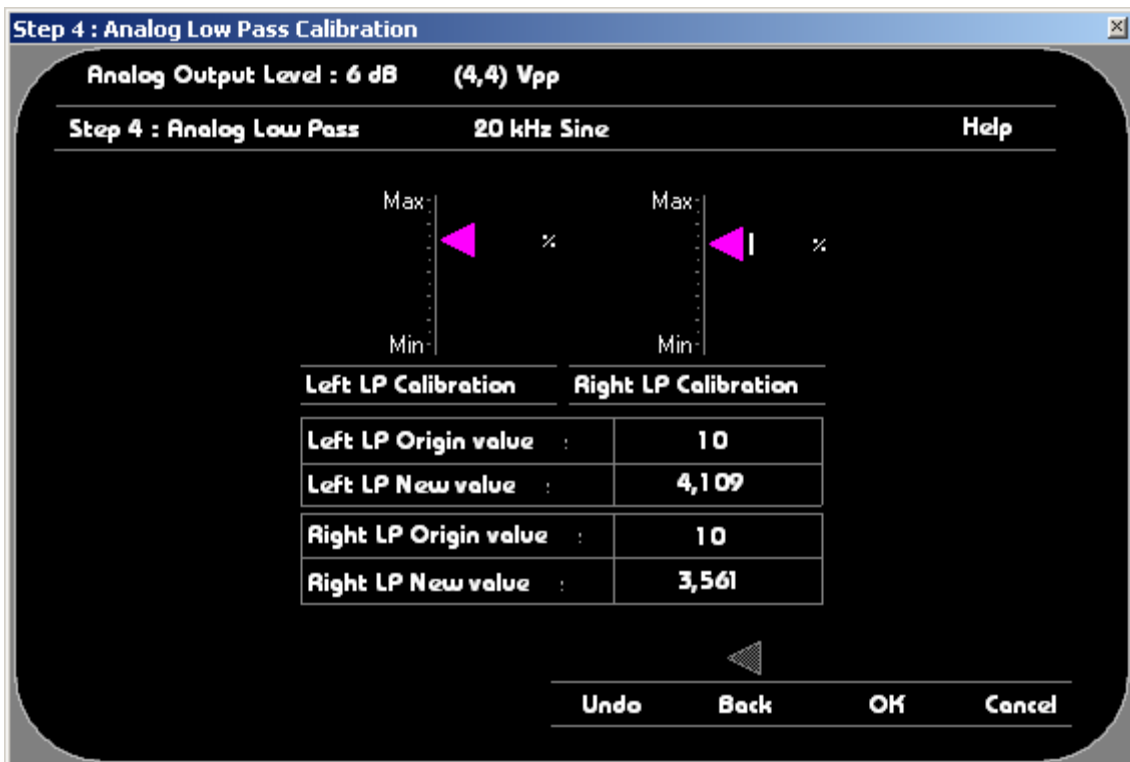 Step 4 : Analog Low Pass Calibration
Analog Output Level : 6 dB (4,4) Vpp
Step 4 : Analog Low Pass 20 kHz Sine Help
Max Max
% %
Min Min
Left LP Calibration Right LP Calibration
Left LP Origin value : 10
Left LP New value : 4,109
Right LP Origin value : 10
Right LP New value : 3,561
Undo Back OK Cancel